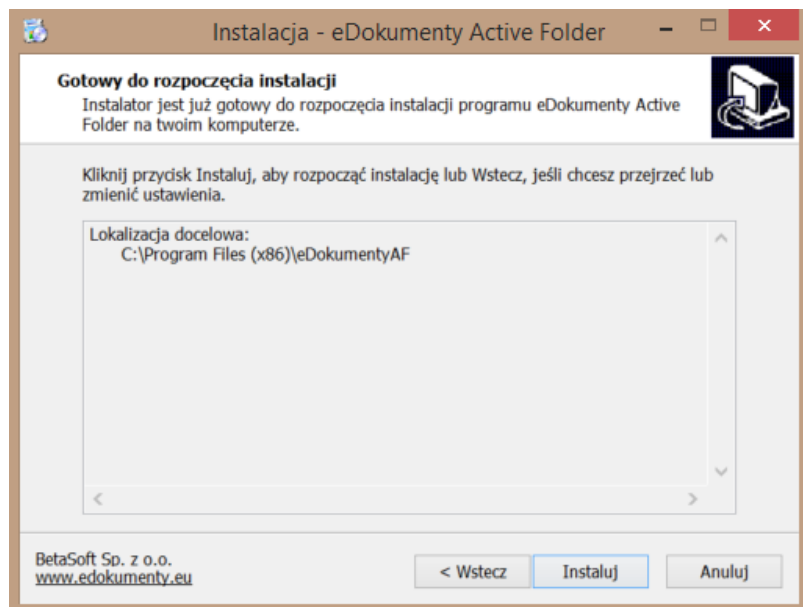 Instalacja - eDokumenty Active Folder
Gotowy do rozpoczęcia instalacji
Instalator jest już gotowy do rozpoczęcia instalacji programu eDokumenty Active
Folder na twoim komputerze.
Kliknij przycisk Instaluj, aby rozpocząć instalację lub Wstecz, jeśli chcesz przejrzeć lub
zmienić ustawienia.
Lokalizacja docelowa:
C:\Program Files (x86)\eDokumentyAF
BetaSoft Sp. z o.o.
www.edokumenty.eu
< Wstecz
Instaluj
Anuluj